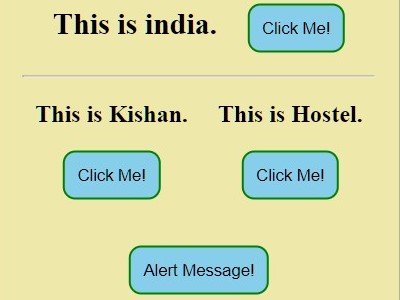 This is india. Click Me!
This is Kishan. This is Hostel.
Click Me! Click Me!
Alert Message!